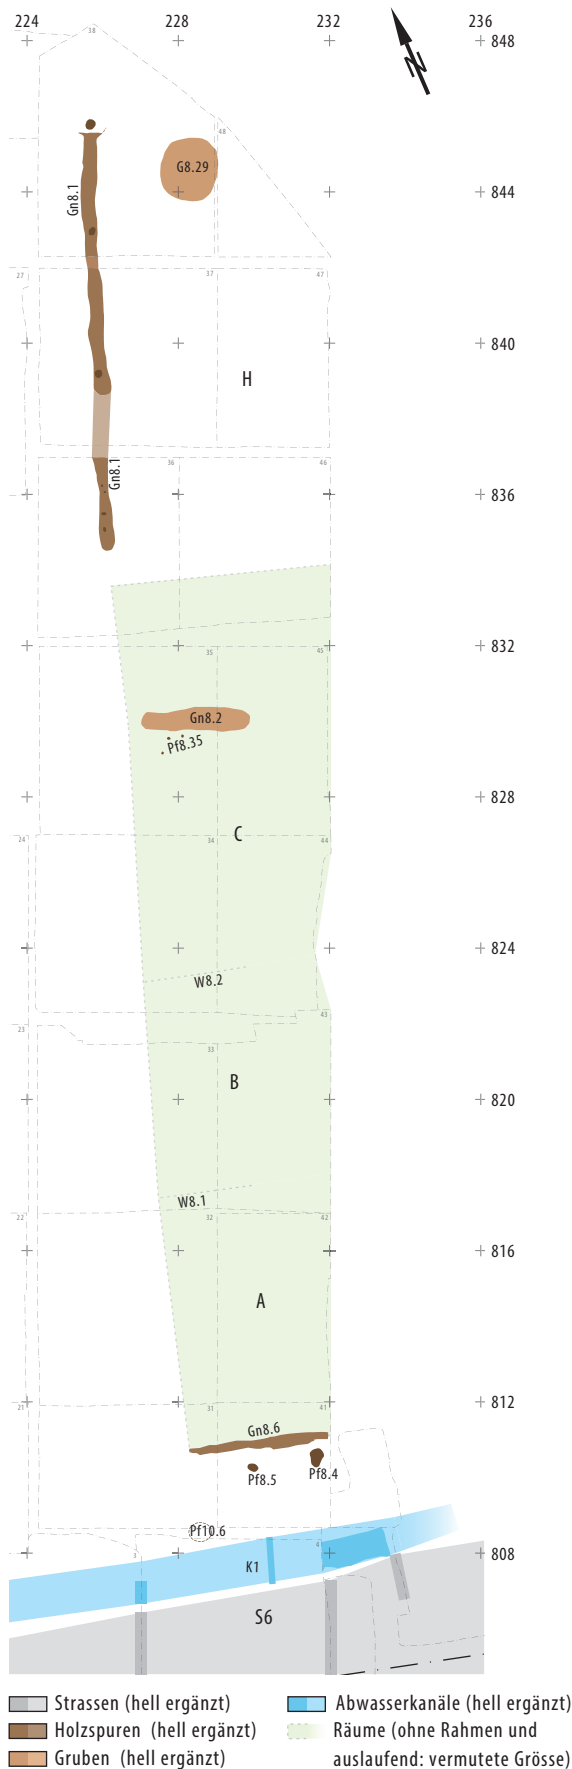 224 228 232 236
848
38
48
G8.29
844
Gn8.1
27 37 47
840
H
36 46
Gn8.1
836
832
35 45
Gn8.2
Pf8.35
828
24 34 C 44
824
W8.2
23 33 43
B
820
W8.1
22 32 42
816
A
812
21 31 41
Gn8.6
Pf8.5 Pf8.4
Pf10.6
3 4
808
K1
S6
Strassen (hell ergänzt)
Holzspuren (hell ergänzt)
Gruben (hell ergänzt)
Abwasserkanäle (hell ergänzt)
Räume (ohne Rahmen und
auslaufend: vermutete Grösse)